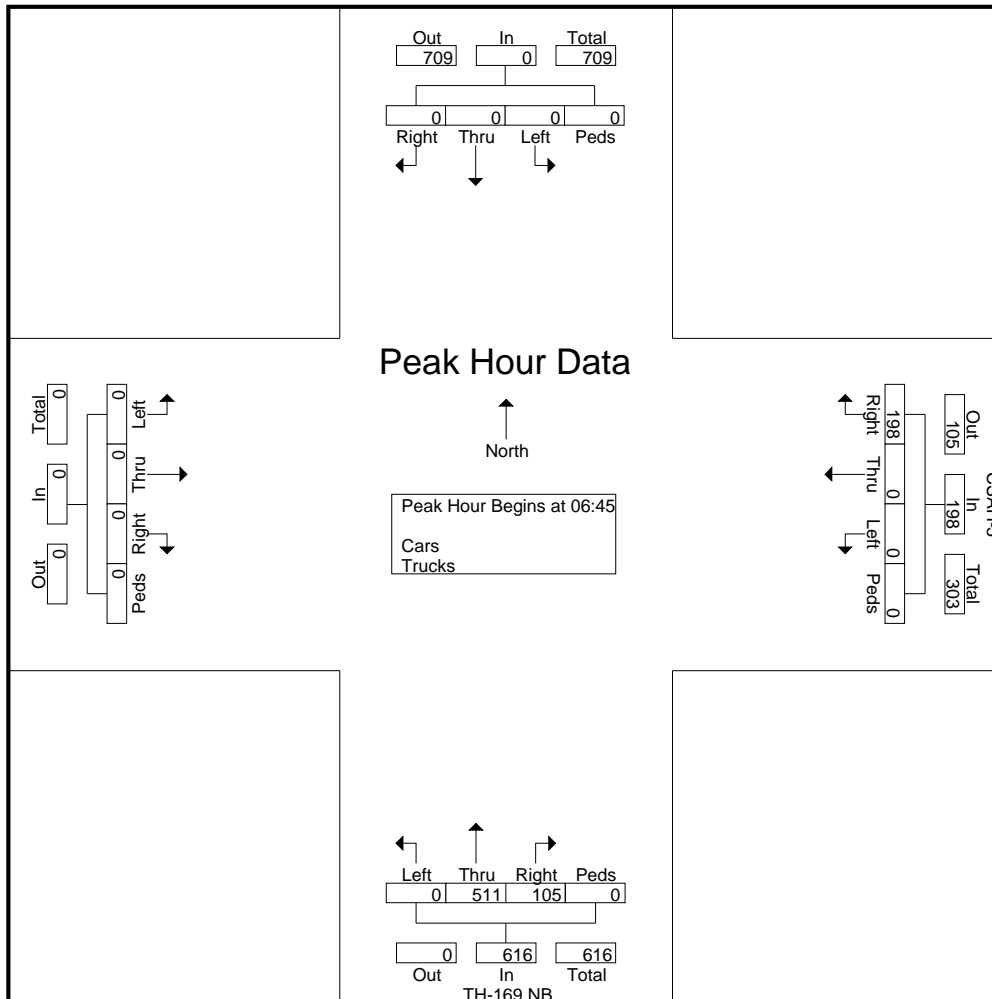 Out In Total
709 0 709
0 0 0 0
Right Thru Left Peds
Peak Hour Data
North
Peak Hour Begins at 06:45
Cars
Trucks
Total In Out
0 0 0
0 0 0 0
Left Thru Right Peds
Right Thru Left Peds
198 0 0 0
105 198 303
Out In Total
Left Thru Right Peds
0 511 105 0
0 616 616
Out In Total
TH-169 NB